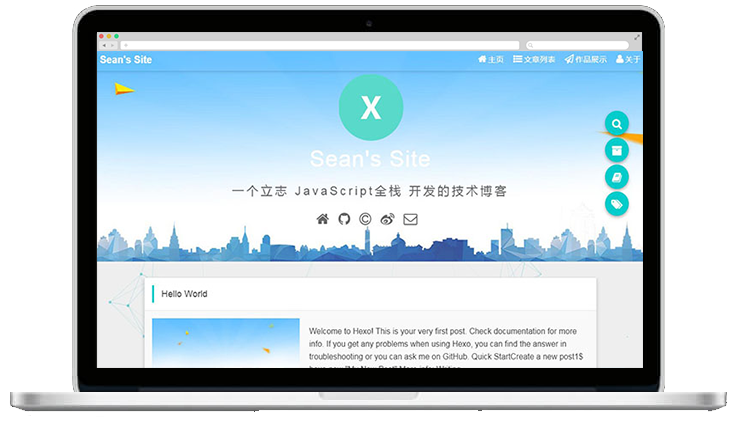 Sean's Site
主页 文章列表 作品展示 关于
X
Sean's Site
一个立志 JavaScript全栈 开发的技术博客
Hello World
Welcome to Hexo! This is your very first post. Check documentation for more
info. If you get any problems when using Hexo, you can find the answer in
troubleshooting or you can ask me on GitHub. Quick StartCreate a new post1$